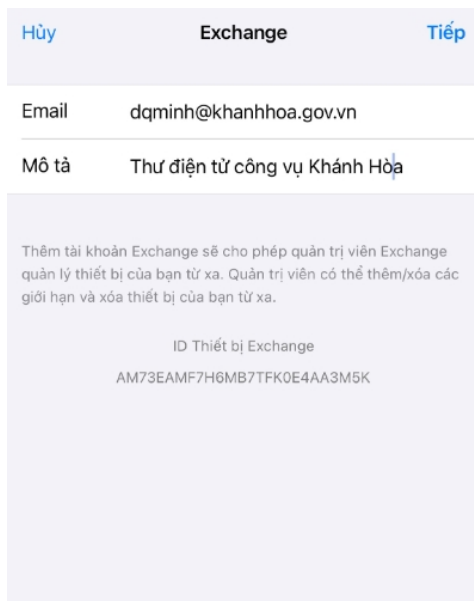 Hủy Exchange Tiếp
Email dqminh@khanhhoa.gov.vn
Mô tả Thư điện tử công vụ Khánh Hòa
Thêm tài khoản Exchange sẽ cho phép quản trị viên Exchange
quản lý thiết bị của bạn từ xa. Quản trị viên có thể thêm/xóa các
giới hạn và xóa thiết bị của bạn từ xa.
ID Thiết bị Exchange
AM73EAMF7H6MB7TFK0E4AA3M5K